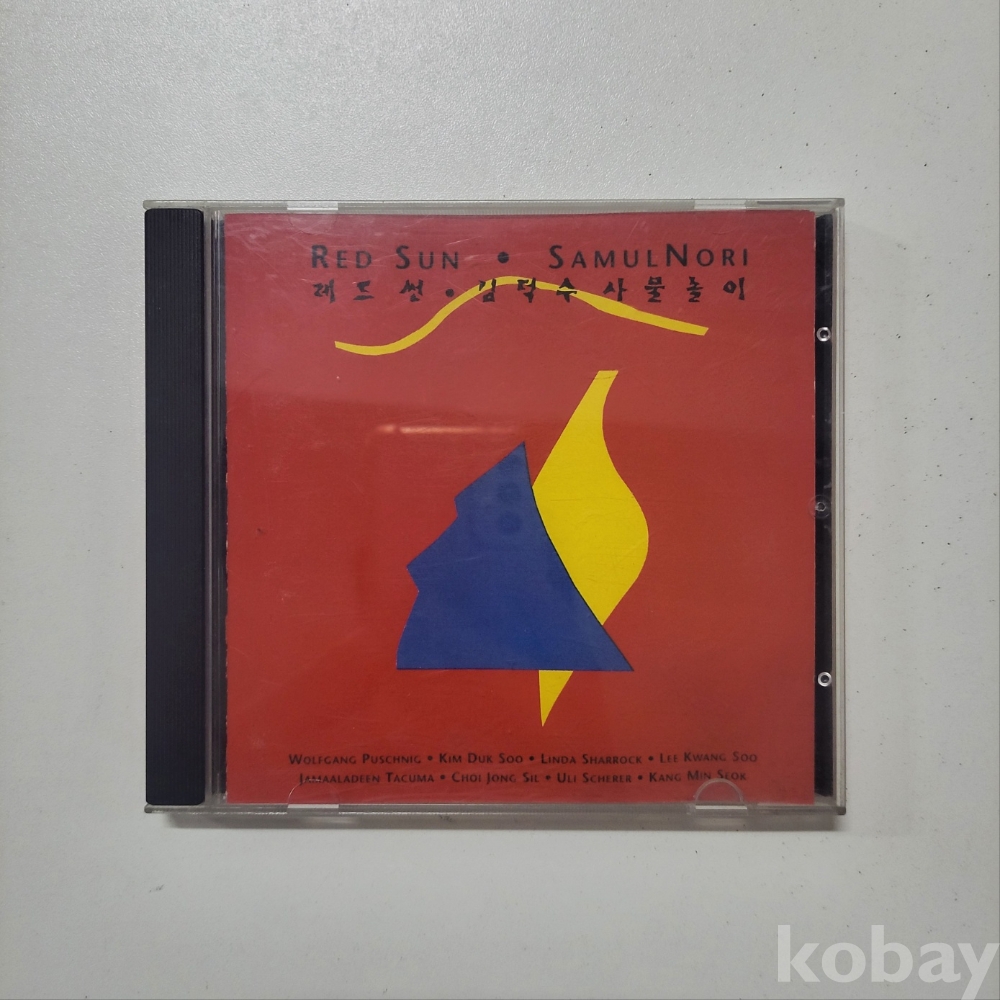 RED SUN • SAMULNORI
레드 썬 • 김덕수 사물놀이
WOLFGANG PUSCHNIG • KIM DUK SOO • LINDA SHARROCK • LEE KWANG SOO
JAMAALADEEN TACUMA • CHOI JONG SIL • ULI SCHERER • KANG MIN SEOK
kobay